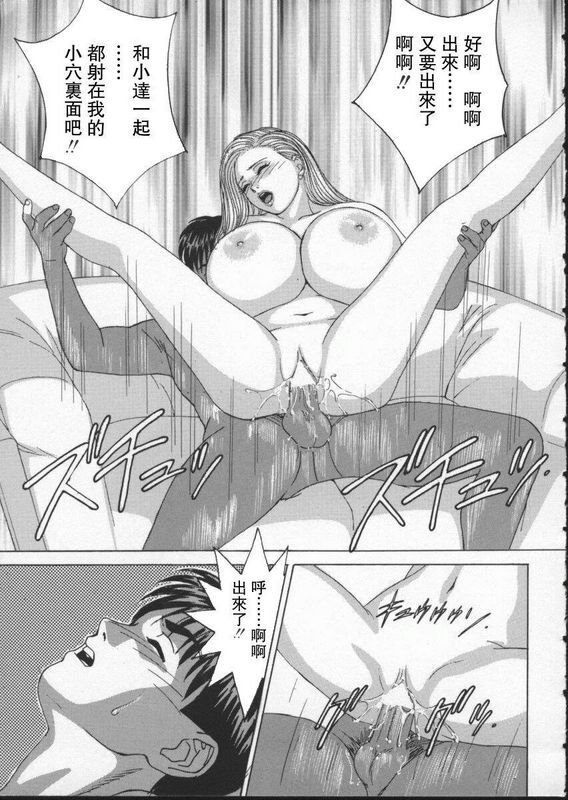 好啊 啊啊
出來……
又要出來了
啊啊!!
和小達一起
……
都射在我的
小穴裏面吧!!
ズチュッ
ズチュッ
呼……啊啊
出來了!!